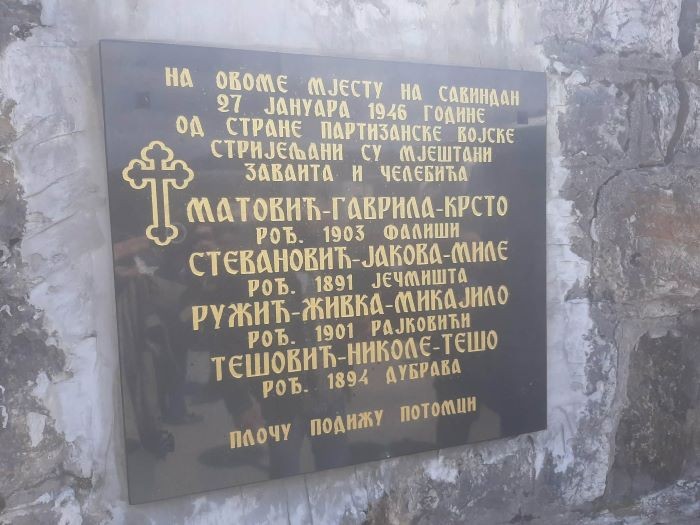 НА ОВОМЕ МЈЕСТУ НА САВИНДАН
27 ЈАНУАРА 1946 ГОДИНЕ
ОД СТРАНЕ ПАРТИЗАНСКЕ ВОЈСКЕ
СТРИЈЕЉАНИ СУ МЈЕШТАНИ
ЗАВАИТА И ЧЕЛЕБИЋА
МАТОВИЋ-ГАВРИЛА-КРСТО
РОЂ. 1903 ФАЛИШИ
СТЕВАНОВИЋ-ЈАКОВА-МИЛЕ
РОЂ. 1891 ЈЕЧМИШТА
РУЖИЋ-ЖИВКА-МИКАЈИЛО
РОЂ. 1901 РАЈКОВИЋИ
ТЕШОВИЋ-НИКОЛЕ-ТЕШО
РОЂ. 1894 ДУБРАВА
ПЛОЧУ ПОДИЖУ ПОТОМЦИ